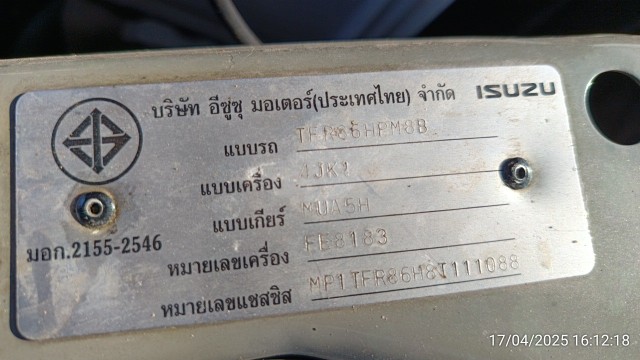 บริษัท อีซูซุ มอเตอร์(ประเทศไทย) จำกัด ISUZU
แบบรถ TFR86HPM8B
แบบเครื่อง JJK1
แบบเกียร์ MUA5H
มอก.2155-2546
หมายเลขเครื่อง FE8183
หมายเลขแชสซิส MP1TFR86H8T111088
17/04/2025 16:12:18